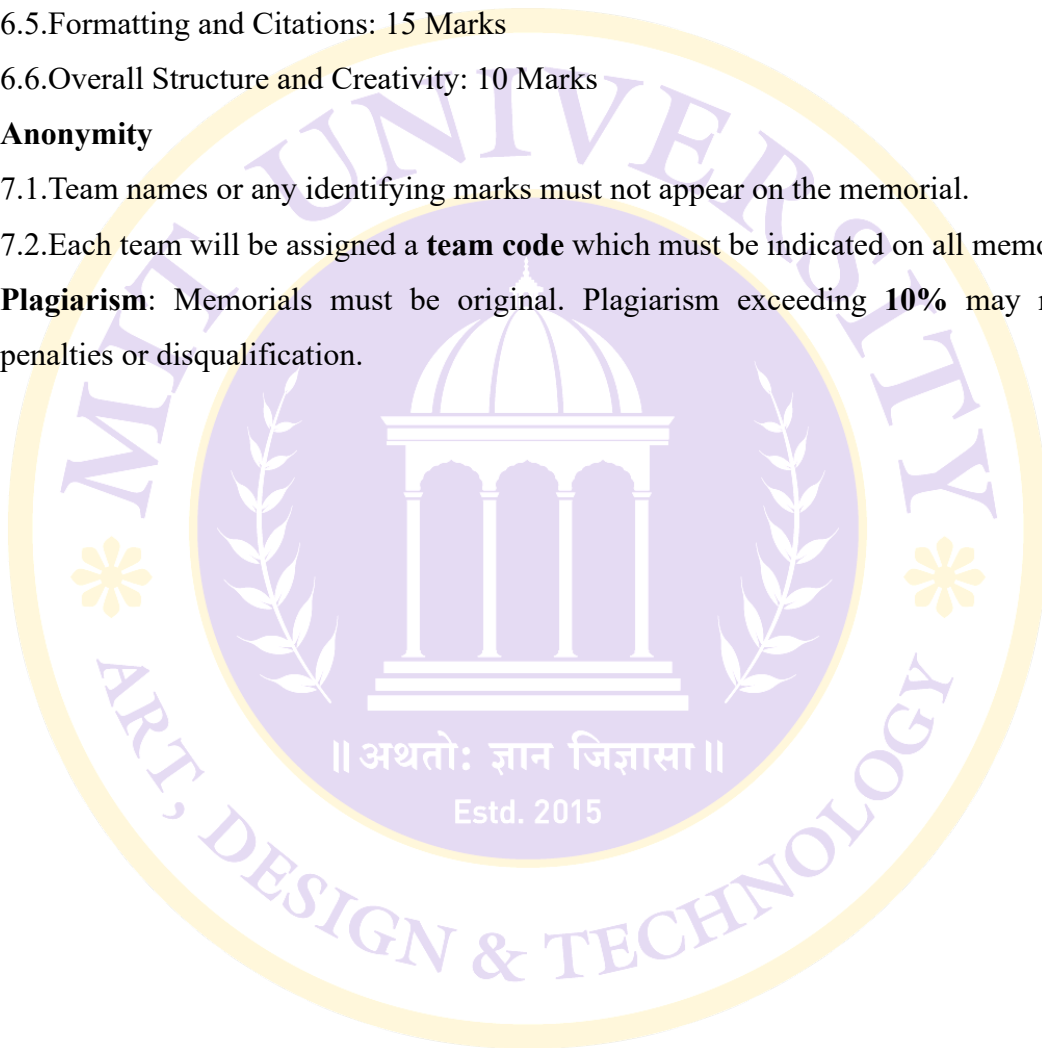 6.5.Formatting and Citations: 15 Marks
6.6.Overall Structure and Creativity: 10 Marks
Anonymity
7.1.Team names or any identifying marks must not appear on the memorial.
7.2.Each team will be assigned a team code which must be indicated on all
Plagiarism: Memorials must be original. Plagiarism exceeding 10% may
penalties or disqualification.
MIT UNIVERSITY
॥ अथतो: ज्ञान जिज्ञासा ॥
Estd. 2015
ART, DESIGN & TECHNOLOGY